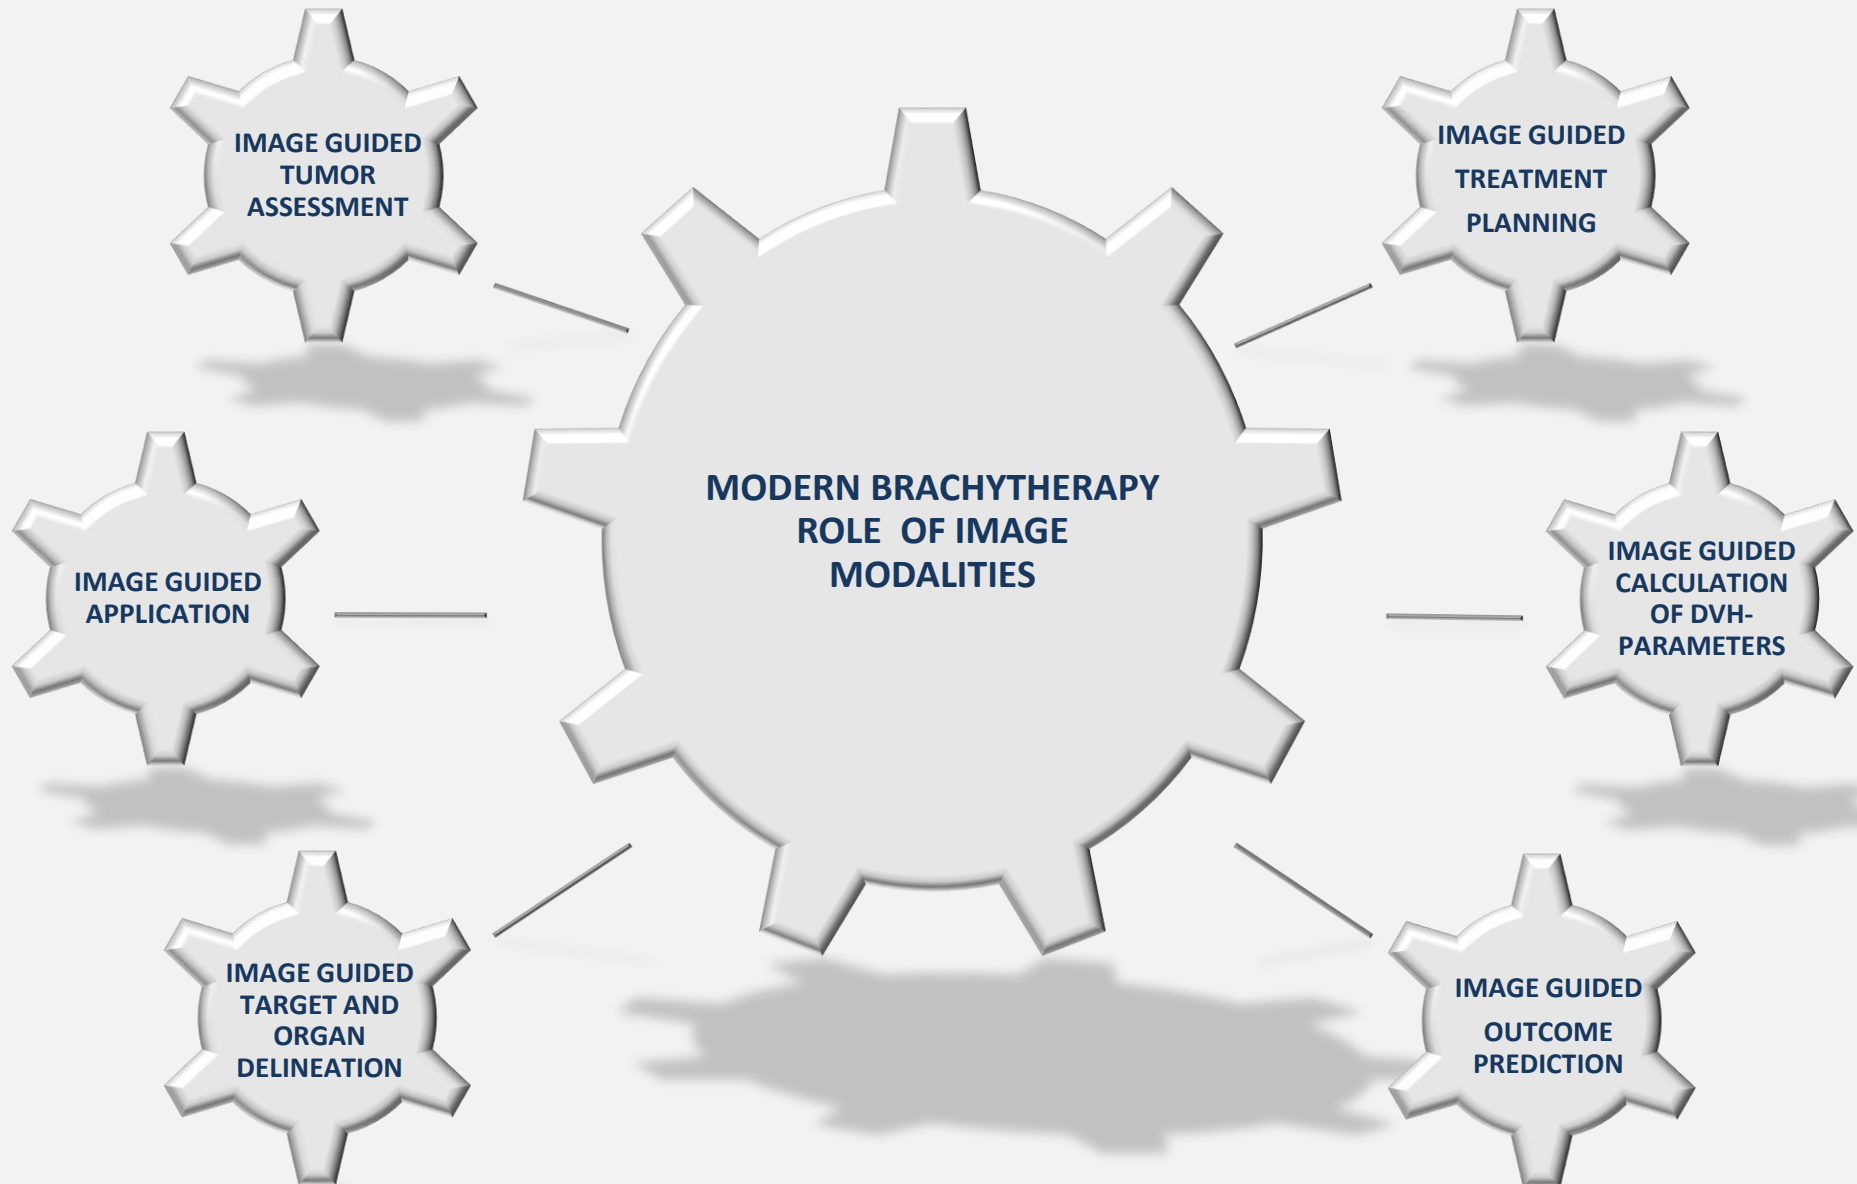 IMAGE GUIDED
TUMOR
ASSESSMENT
IMAGE GUIDED
TREATMENT
PLANNING
MODERN BRACHYTHERAPY
ROLE  OF IMAGE
MODALITIES
IMAGE GUIDED
APPLICATION
IMAGE GUIDED
CALCULATION
OF DVH-
PARAMETERS
IMAGE GUIDED
TARGET AND
ORGAN
DELINEATION
IMAGE GUIDED
OUTCOME
PREDICTION